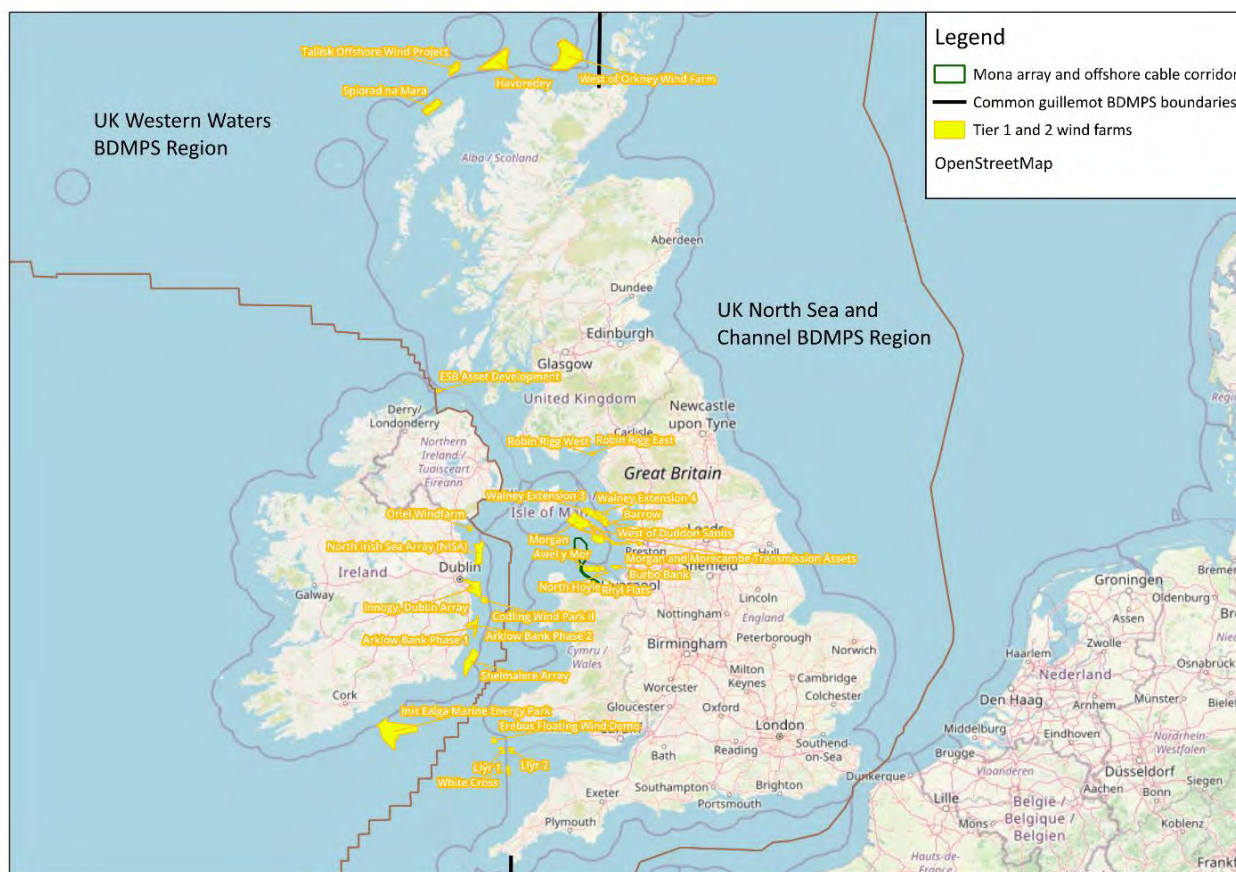 Legend
Mona array and offshore cable corridor
Common guillemot BDMPS boundaries
Tier 1 and 2 wind farms
OpenStreetMap
Talisk Offshore Wind Project
Havbredey
West of Orkney Wind Farm
Spiorad na Mara
UK Western Waters
BDMPS Region
Alba / Scotland
Aberdeen
Dundee
UK North Sea and
Channel BDMPS Region
Edinburgh
Glasgow
ESB Asset Development
United Kingdom
Derry/
Londonderry
Newcastle
upon Tyne
Carlisle
Northern
Ireland /
Tuaisceart
Éireann
Robin Rigg West
Robin Rigg East
Great Britain
Walney Extension 3
Walney Extension 4
Isle of Man
Barrow
Oriel Windfarm
West of Duddon Sands
Leeds
Hull
Morgan
Preston
North Irish Sea Array (NISA)
Awel y Mor
Morgan and Morecambe Transmission Assets
Sheffield
Ireland
Dublin
Burbo Bank
Galway
North Hoyle
Liverpool
Rhyl Flats
Lincoln
Innogy, Dublin Array
Codling Wind Park II
Nottingham
England
Arklow Bank Phase 1
Arklow Bank Phase 2
Birmingham
Peterborough
Norwich
Cymru /
Wales
Shelmalere Array
Milton
Keynes
Cambridge
Worcester
Colchester
Cork
Gloucester
Oxford
Inis Ealga Marine Energy Park
Erebus Floating Wind Demo
Cardiff
London
Llŷr 1
Llŷr 2
Bath
Reading
Southend-
on-Sea
White Cross
Exeter
Southampton
Brighton
Portsmouth
Plymouth
Dunkerque
Groningen
Bremer
Assen
Oldenburg
Zwolle
Haarlem
Nederland
Osnabrück
Den Haag
Arnhem
Münster
Bielef
Middelburg
Eindhoven
Brugge
Nordrhein-
Westfalen
Vlaanderen
Düsseldorf
Siegen
Aachen
Bonn
Lille
België /
Belgique /
Belgien
Mons
Koblenz
Amiens
Hauts-de-
France
Frankf